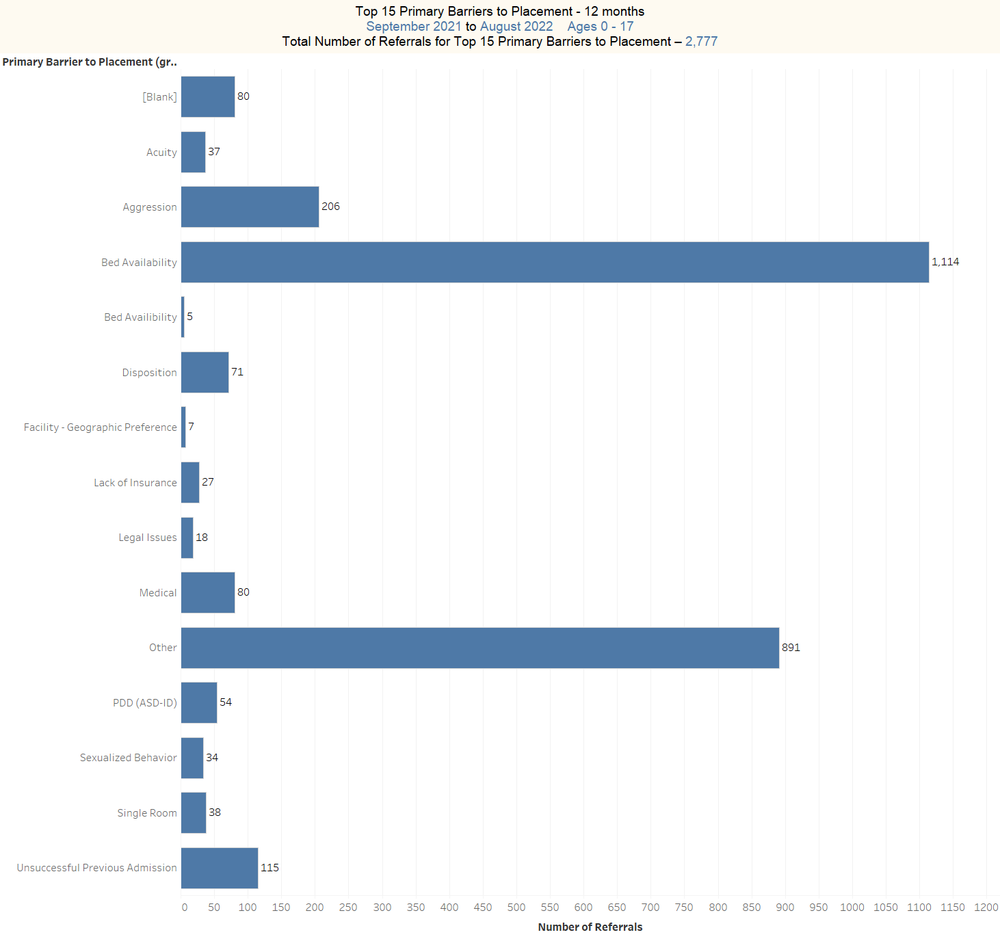 Top 15 Primary Barriers to Placement - 12 months
September 2021 to August 2022 Ages 0 - 17
Total Number of Referrals for Top 15 Primary Barriers to Placement – 2,777
Primary Barrier to Placement (gr..
[Blank] 80
Acuity 37
Aggression 206
Bed Availability 1,114
Bed Availibility 5
Disposition 71
Facility - Geographic Preference 7
Lack of Insurance 27
Legal Issues 18
Medical 80
Other 891
PDD (ASD-ID) 54
Sexualized Behavior 34
Single Room 38
Unsuccessful Previous Admission 115
0 50 100 150 200 250 300 350 400 450 500 550 600 650 700 750 800 850 900 950 1000 1050 1100 1150 1200
Number of Referrals